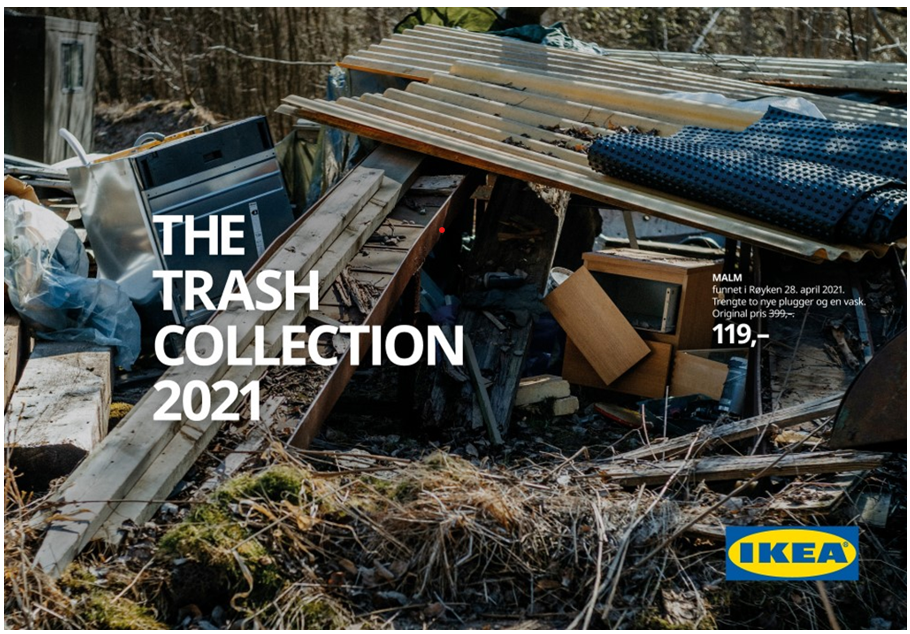 THE
TRASH
COLLECTION
2021
MALM
funnet i Røyken 28. april 2021.
Trengte to nye plugger og en vask.
Original pris 399,–.
119,–
IKEA